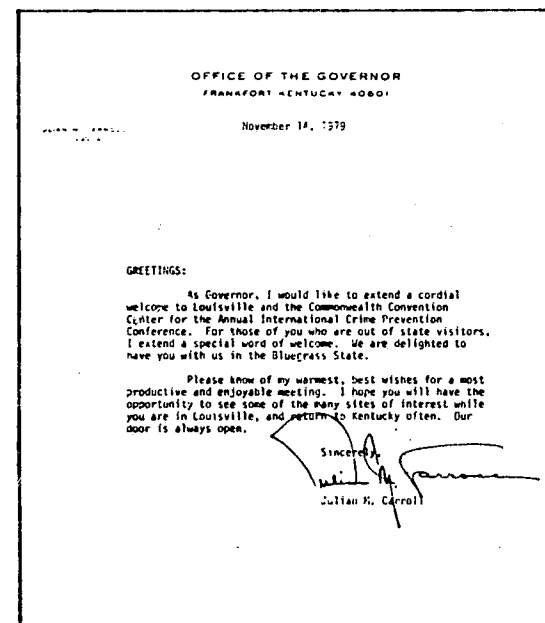 OFFICE OF THE GOVERNOR
FRANKFORT KENTUCKY 40601
November 14, 1979
GREETINGS:
As Governor, I would like to extend a cordial
welcome to Louisville and the Commonwealth Convention
Center for the Annual International Crime Prevention
Conference. For those of you who are out of state visitors,
I extend a special word of welcome. We are delighted to
have you with us in the Bluegrass State.
Please know of my warmest, best wishes for a most
productive and enjoyable meeting. I hope you will have the
opportunity to see some of the many sites of interest while
you are in Louisville, and return to Kentucky often. Our
door is always open.
Sincerely,
Julian M. Carroll
Julian M. Carroll